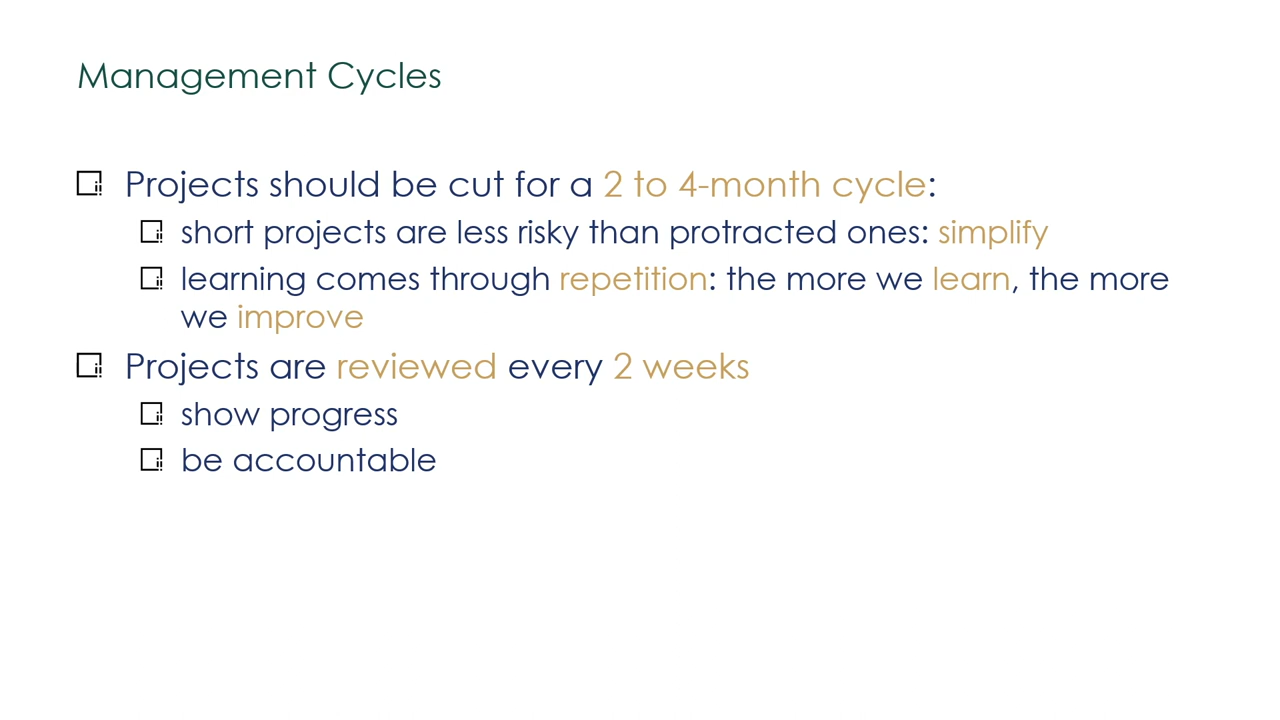 Management Cycles
Projects should be cut for a 2 to 4-month cycle:
short projects are less risky than protracted ones: simplify
learning comes through repetition: the more we learn, the more
we improve
Projects are reviewed every 2 weeks
show progress
be accountable